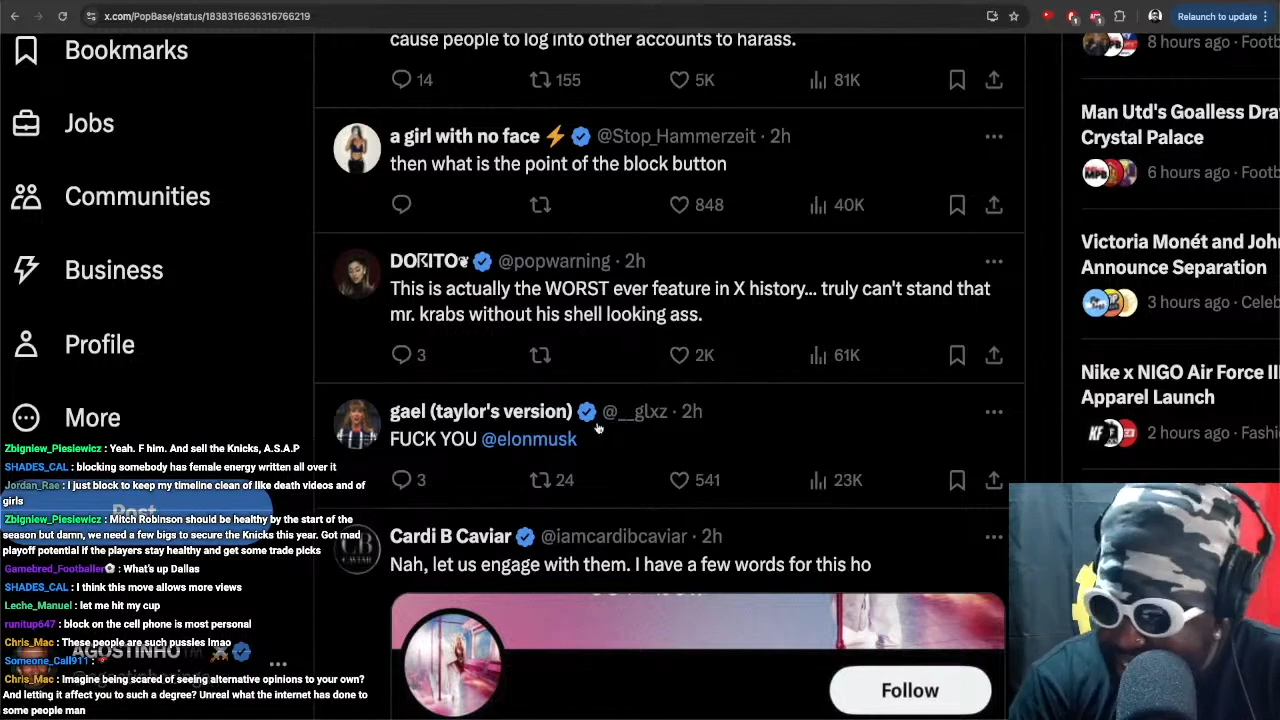 x.com/PopBase/status/1838316636316766219
Relaunch to update
Bookmarks
Jobs
Communities
Business
Profile
More
Post
cause people to log into other accounts to harass.
14 155 5K 81K
a girl with no face ⚡ @Stop_Hammerzeit · 2h
then what is the point of the block button
848 40K
@popwarning · 2h
This is actually the WORST ever feature in X history... truly can't stand that
mr. krabs without his shell looking ass.
3 2K 61K
gael (taylor's version) @__glxz · 2h
FUCK YOU @elonmusk
3 24 541 23K
Cardi B Caviar @iamcardibcaviar · 2h
Nah, let us engage with them. I have a few words for this ho
Follow
8 hours ago · Footb
Man Utd's Goalless Dra
Crystal Palace
6 hours ago · Footb
Victoria Monét and John
Announce Separation
3 hours ago · Celeb
Nike x NIGO Air Force II
Apparel Launch
2 hours ago · Fashi
Zbigniew_Piesiewicz : Yeah. F him. And sell the Knicks, A.S.A.P
SHADES_CAL : blocking somebody has female energy written all over it
Jordan_Rae : I just block to keep my timeline clean of like death videos and of
girls
Zbigniew_Piesiewicz : Mitch Robinson should be healthy by the start of the
season but damn, we need a few bigs to secure the Knicks this year. Got mad
playoff potential if the players stay healthy and get some trade picks
Gamebred_Footballer⚽ : What's up Dallas
SHADES_CAL : I think this move allows more views
Leche_Manuel : let me hit my cup
runitup647 : block on the cell phone is most personal
Chris_Mac : These people are such pussies lmao
AGOSTINHO
Someone_Call911 :
Chris_Mac : Imagine being scared of seeing alternative opinions to your own?
And letting it affect you to such a degree? Unreal what the internet has done to
some people man